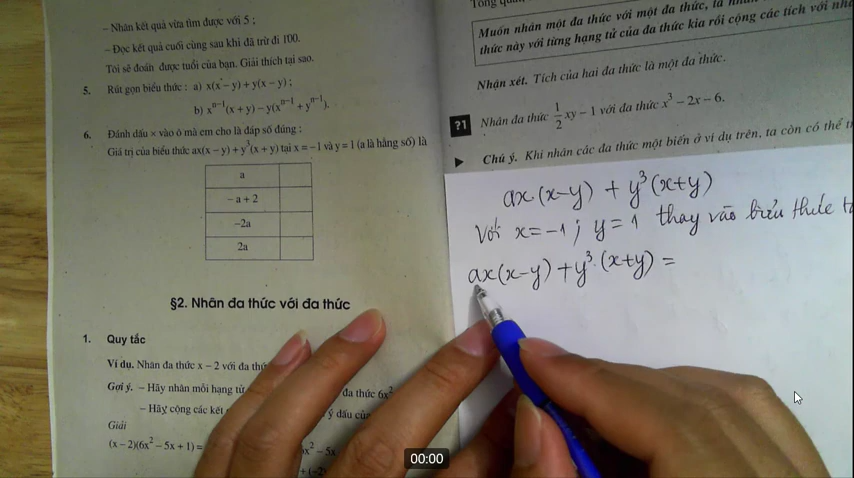 – Nhân kết quả vừa tìm được với 5 ;
– Đọc kết quả cuối cùng sau khi đã trừ đi 100.
Tôi sẽ đoán được tuổi của bạn. Giải thích tại sao.
5. Rút gọn biểu thức : a) x(x – y) + y(x – y) ;
b) xⁿ⁻¹(x + y) – y(xⁿ⁻¹ + yⁿ⁻¹).
6. Đánh dấu × vào ô mà em cho là đáp số đúng :
Giá trị của biểu thức ax(x – y) + y³(x + y) tại x = –1 và y = 1 (a là hằng số) là
a
– a + 2
–2a
2a
§2. Nhân đa thức với đa thức
1. Quy tắc
Ví dụ. Nhân đa thức x – 2 với đa thức
Gợi ý. – Hãy nhân mỗi hạng tử đa thức 6x²
– Hãy cộng các kết ý dấu của
Giải
(x – 2)(6x² – 5x + 1) = x² – 5x
+ (–2)
Tổng quát,
Muốn nhân một đa thức với một đa thức, ta nhân
thức này với từng hạng tử của đa thức kia rồi cộng các tích với
Nhận xét. Tích của hai đa thức là một đa thức.
?1 Nhân đa thức 1/2 xy – 1 với đa thức x³ – 2x – 6.
► Chú ý. Khi nhân các đa thức một biến ở ví dụ trên, ta còn có thể
ax(x–y) + y³(x+y)
Với x = –1 ; y = 1 thay vào biểu thức
ax(x–y) + y³.(x+y) =
00:00